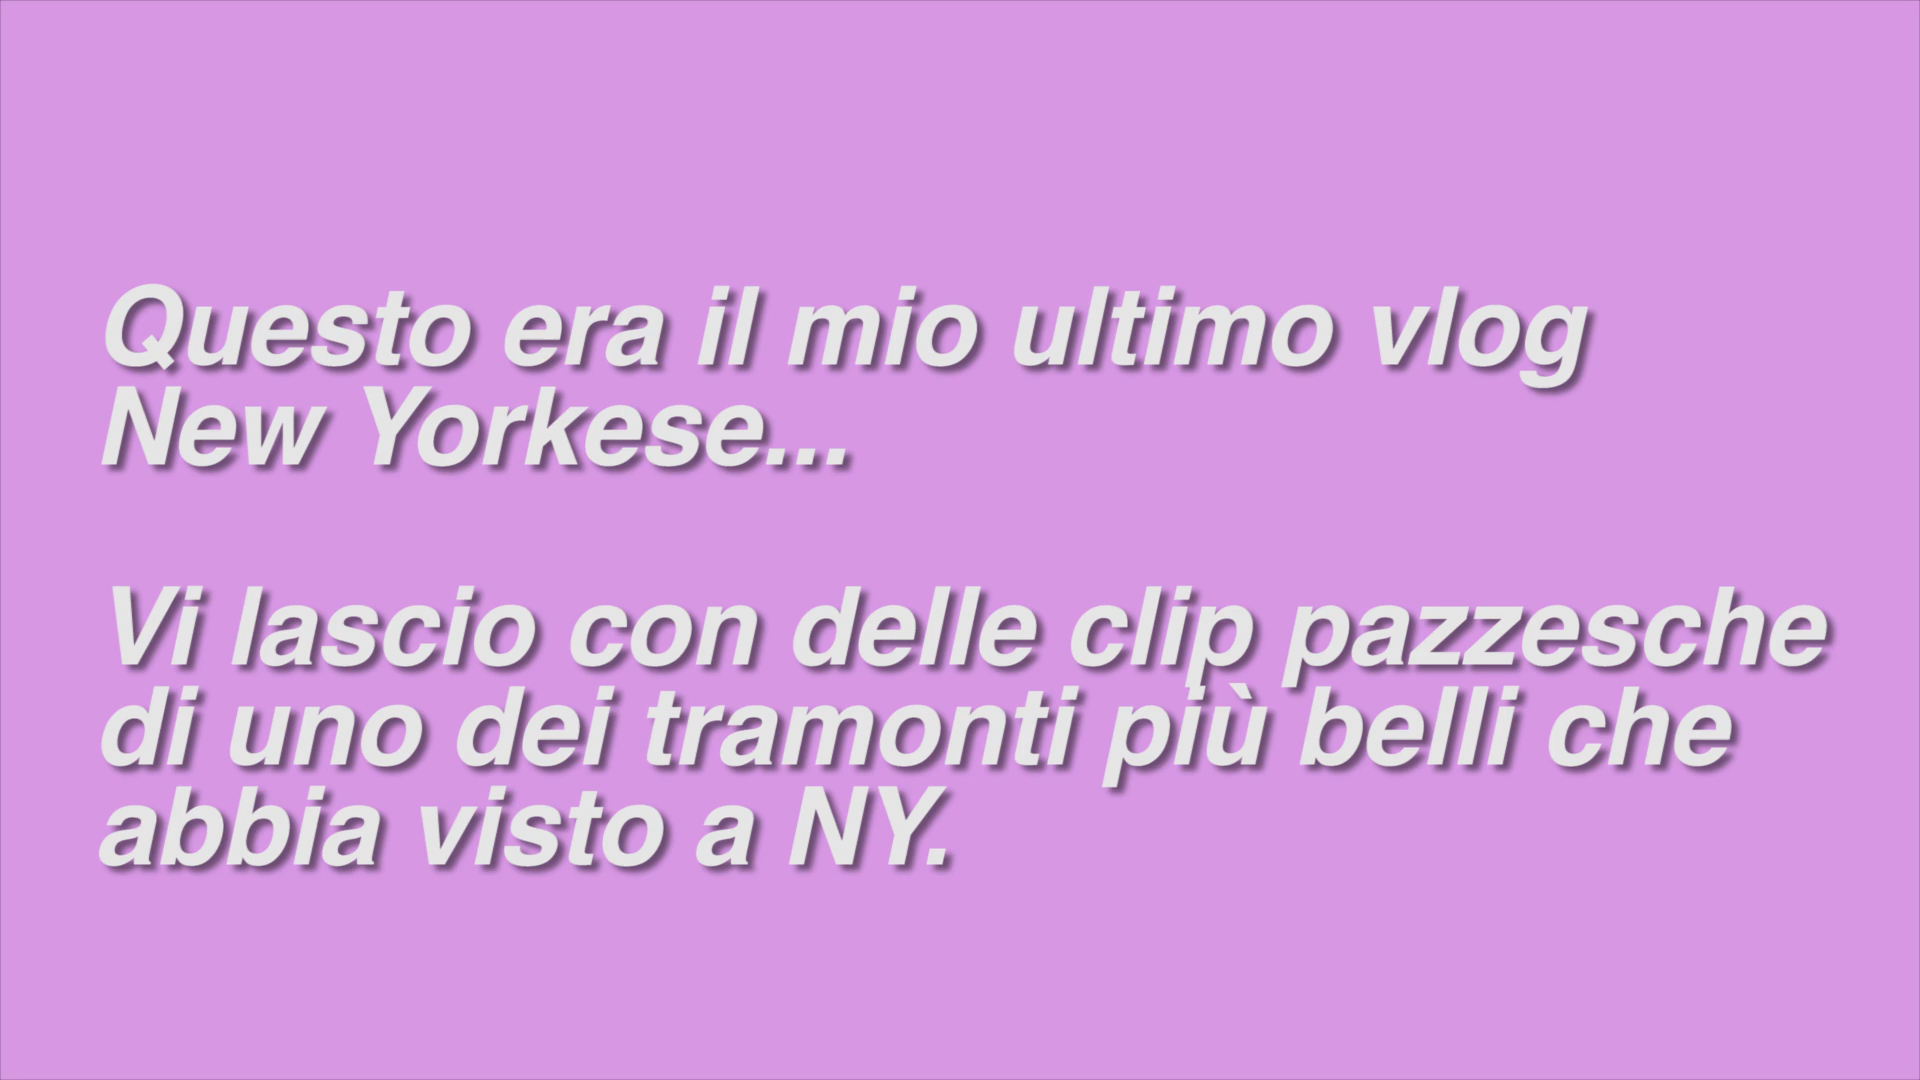 Questo era il mio ultimo vlog
New Yorkese...
Vi lascio con delle clip pazzesche
di uno dei tramonti più belli che
abbia visto a NY.